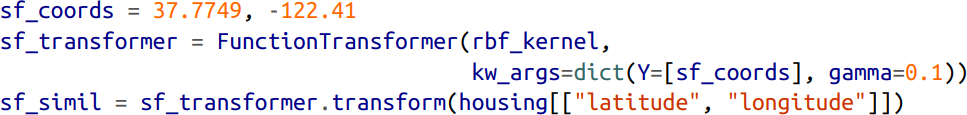 sf_coords = 37.7749, -122.41
sf_transformer = FunctionTransformer(rbf_kernel,
                                     kw_args=dict(Y=[sf_coords], gamma=0.1))
sf_simil = sf_transformer.transform(housing[["latitude", "longitude"]])